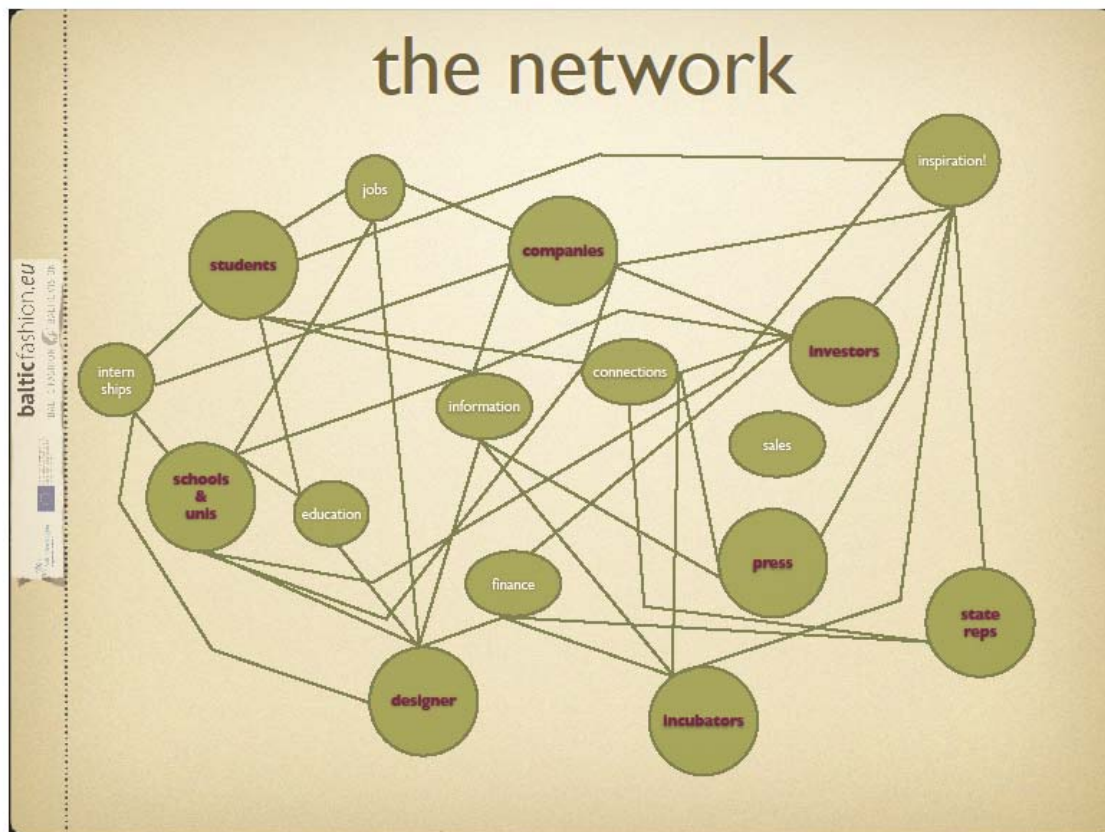 the network
inspiration!
jobs
students
companies
investors
intern
ships
connections
information
sales
schools
&
unis
education
press
finance
state
reps
designer
incubators
balticfashion.eu